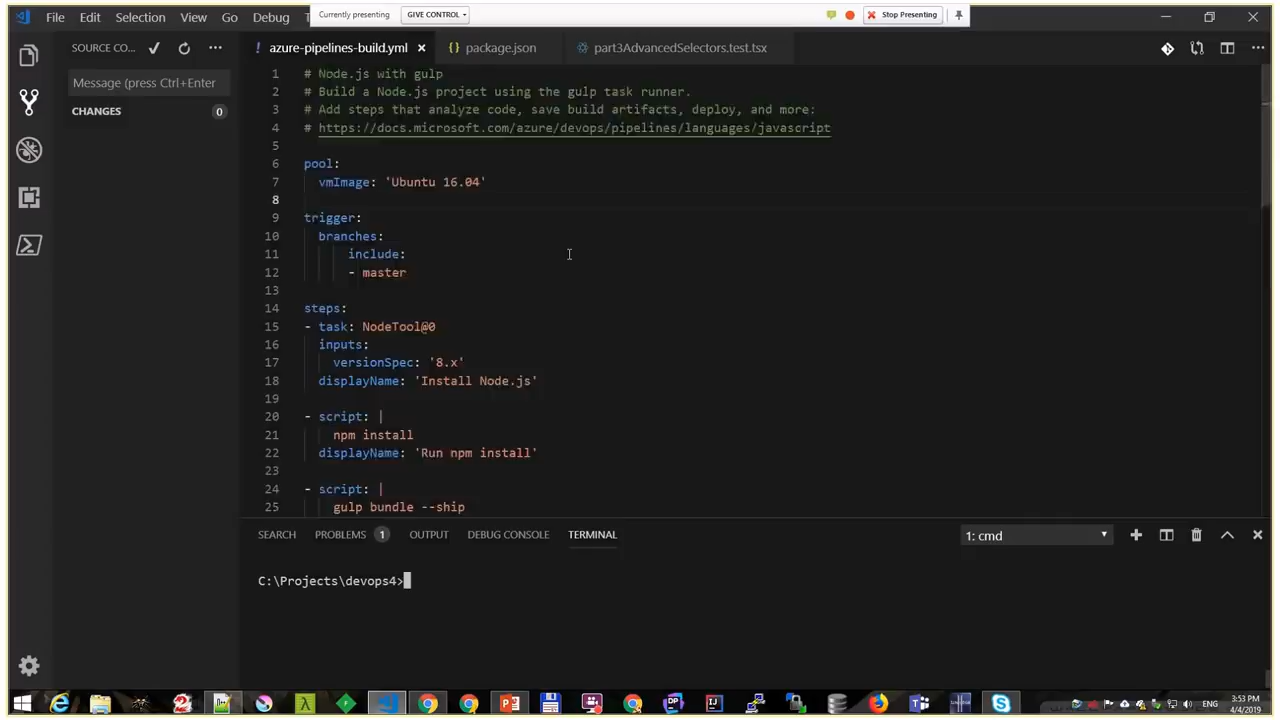 File Edit Selection View Go Debug
Currently presenting GIVE CONTROL Stop Presenting
SOURCE CO...
azure-pipelines-build.yml package.json part3AdvancedSelectors.test.tsx
Message (press Ctrl+Enter
CHANGES 0
1 # Node.js with gulp
2 # Build a Node.js project using the gulp task runner.
3 # Add steps that analyze code, save build artifacts, deploy, and more:
4 # https://docs.microsoft.com/azure/devops/pipelines/languages/javascript
5
6 pool:
7 vmImage: 'Ubuntu 16.04'
8
9 trigger:
10 branches:
11 include:
12 - master
13
14 steps:
15 - task: NodeTool@0
16 inputs:
17 versionSpec: '8.x'
18 displayName: 'Install Node.js'
19
20 - script: |
21 npm install
22 displayName: 'Run npm install'
23
24 - script: |
25 gulp bundle --ship
SEARCH PROBLEMS 1 OUTPUT DEBUG CONSOLE TERMINAL 1: cmd
C:\Projects\devops4>
ENG
3:53 PM
4/4/2019